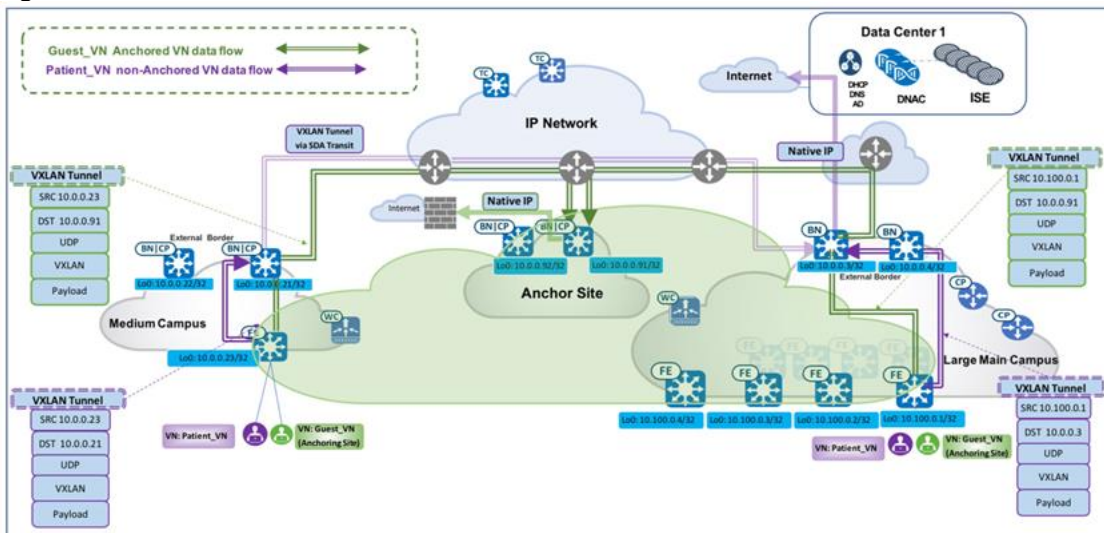 Guest_VN Anchored VN data flow
Patient_VN non-Anchored VN data flow
TC
TC
IP Network
Internet
Data Center 1
DHCP
DNS
AD
DNAC
ISE
VXLAN Tunnel
via SDA Transit
Native IP
Internet
Native IP
VXLAN Tunnel
SRC 10.0.0.23
DST 10.0.0.91
UDP
VXLAN
Payload
VXLAN Tunnel
SRC 10.100.0.1
DST 10.0.0.91
UDP
VXLAN
Payload
External Border
BN|CP
BN|CP
Lo0: 10.0.0.22/32
.21/32
Medium Campus
FE
WC
Lo0: 10.0.0.23/32
BN|CP
BN|CP
Lo0: 10.0.0.92/32
Lo0: 10.0.0.91/32
Anchor Site
BN
BN
Lo0: 10.0.0.3/32
Lo0: 10.0.0.4/32
External Border
CP
CP
WC
Large Main Campus
FE
FE
FE
FE
Lo0: 10.100.0.4/32
Lo0: 10.100.0.3/32
Lo0: 10.100.0.2/32
Lo0: 10.100.0.1/32
VN: Patient_VN
VN: Guest_VN
(Anchoring Site)
VN: Patient_VN
VN: Guest_VN
(Anchoring Site)
VXLAN Tunnel
SRC 10.0.0.23
DST 10.0.0.21
UDP
VXLAN
Payload
VXLAN Tunnel
SRC 10.100.0.1
DST 10.0.0.3
UDP
VXLAN
Payload